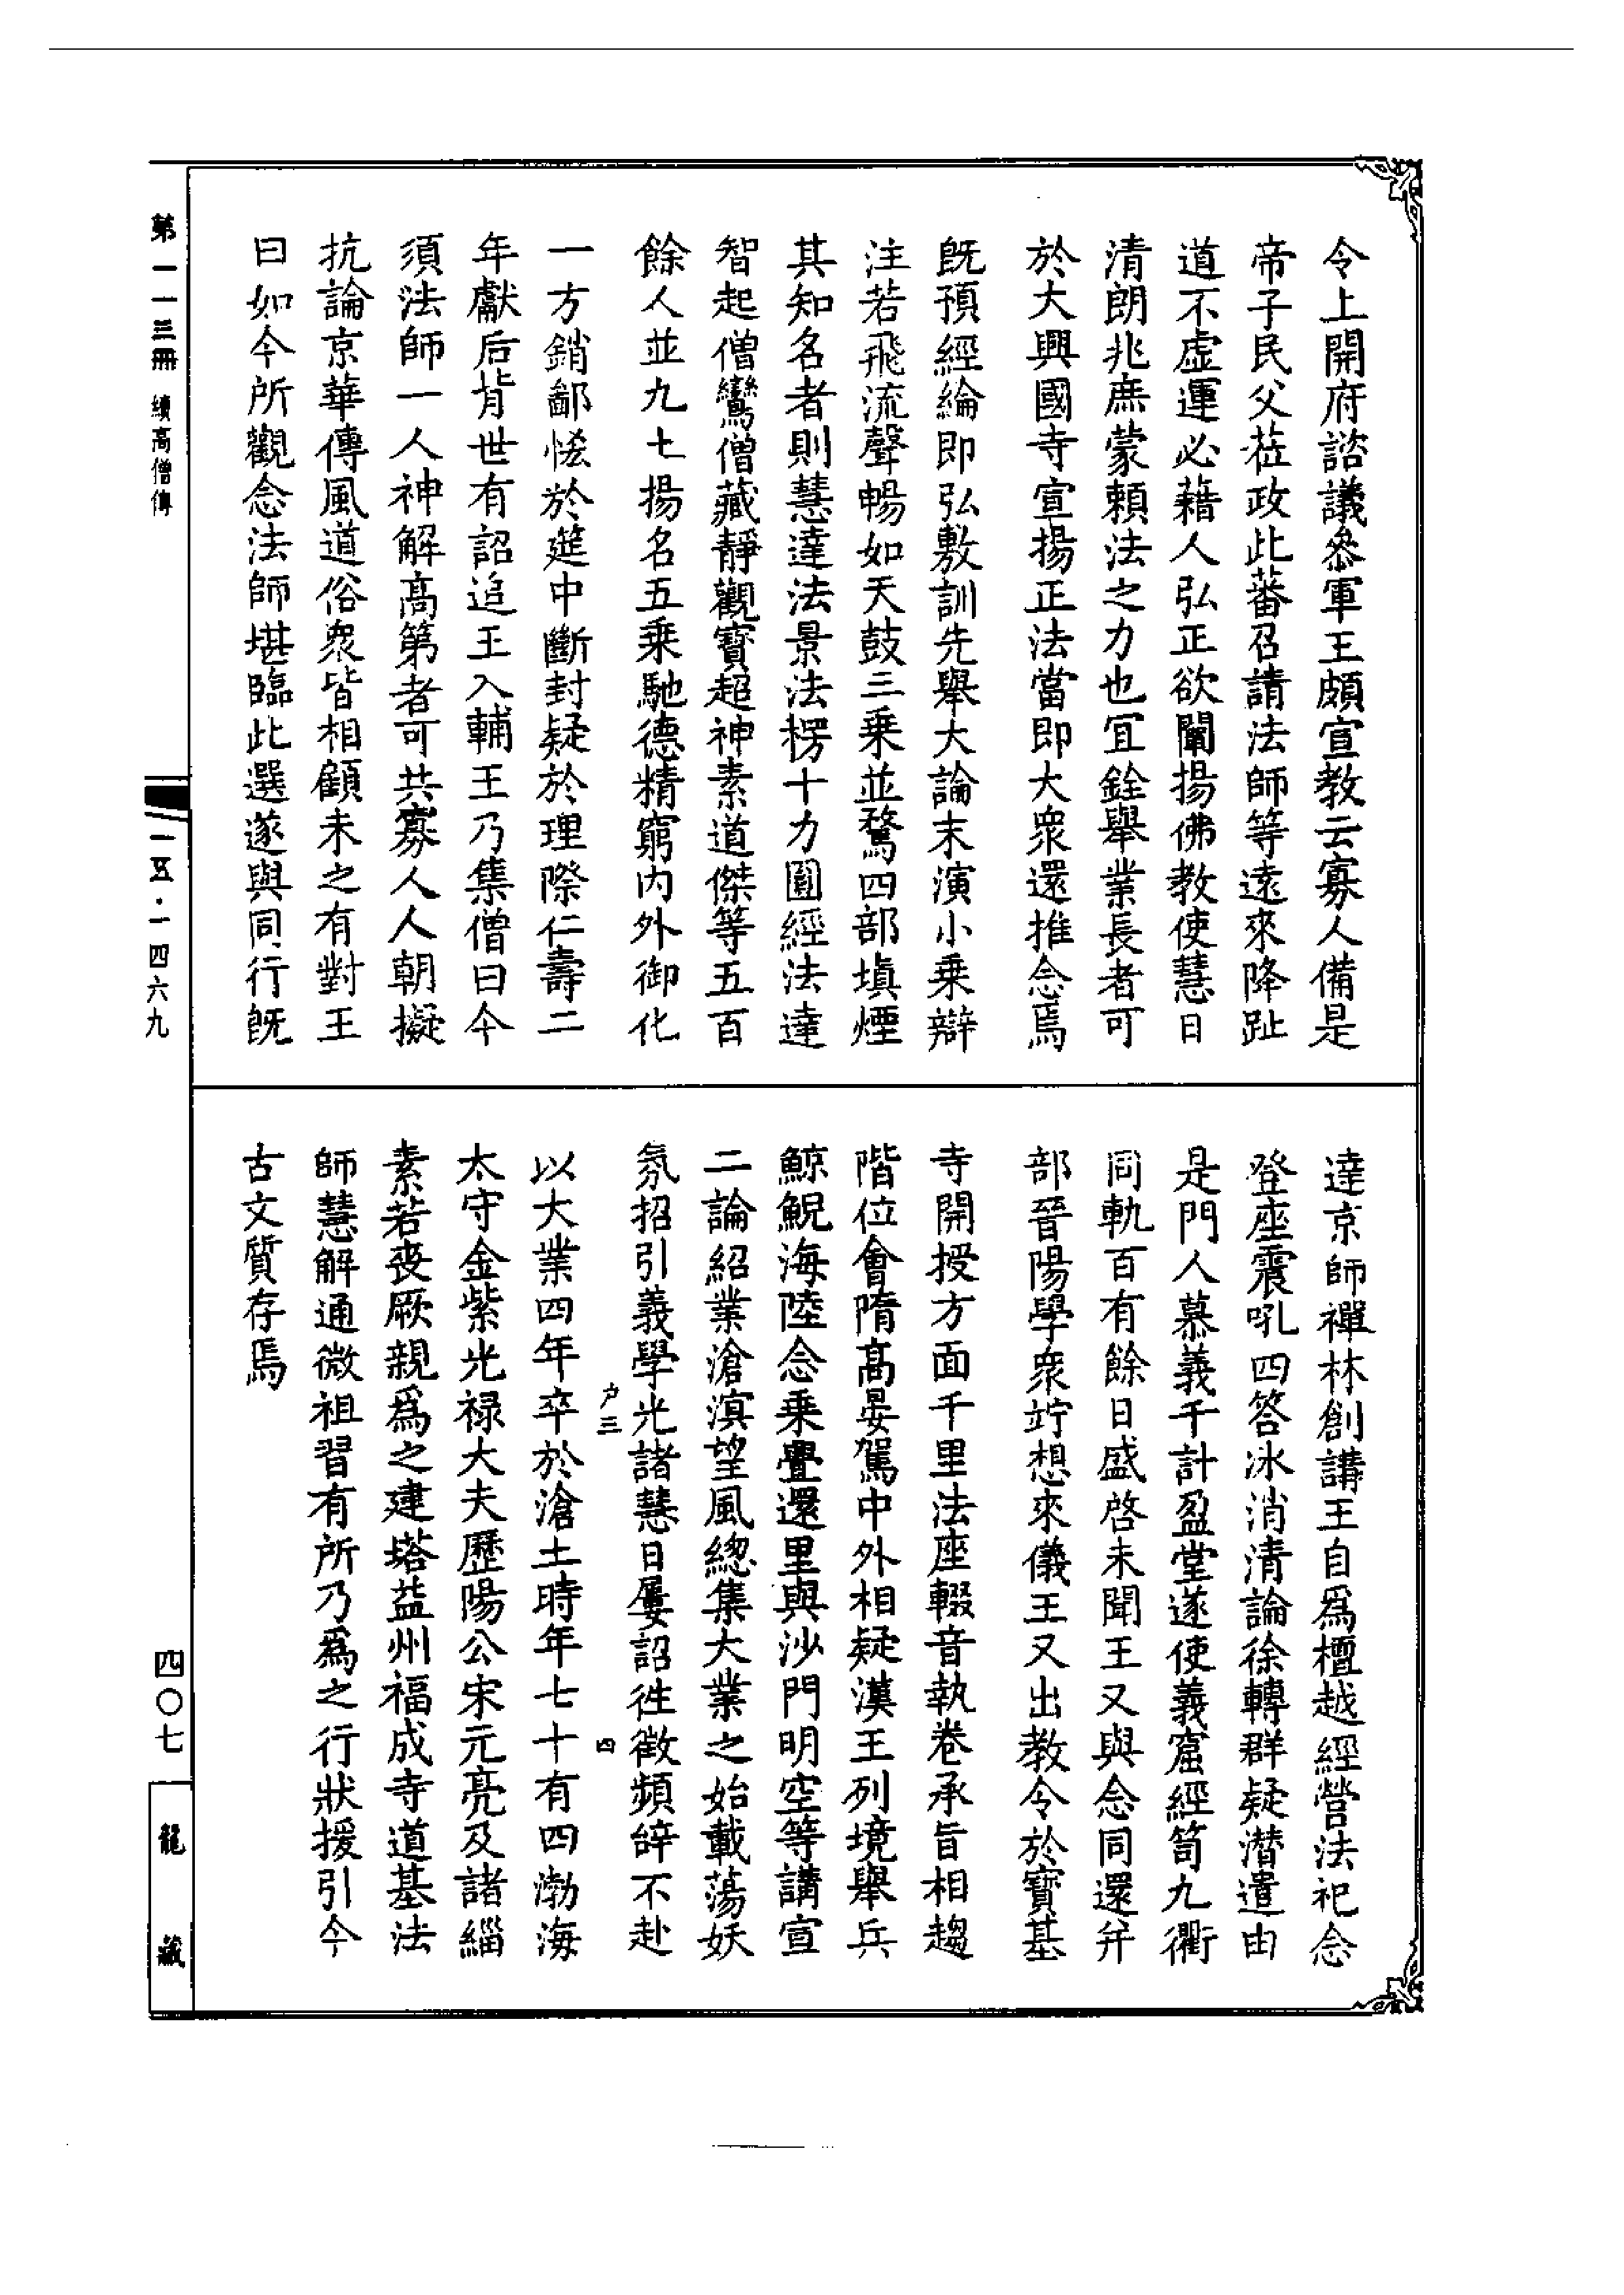 令上開府諮議叅軍王頗宣教云寡人備是
帝子民父莅政此蕃召請法師等遠來降趾
道不虛運必藉人弘正欲闡揚佛教使慧日
清朗兆庶蒙賴法之力也宜銓舉業長者可
於大興國寺宣揚正法當即大衆還推念焉
旣預經綸即弘敷訓先舉大論末演小乘辯
注若飛流聲暢如天鼓三乘並騖四部塡煙
其知名者則慧達法景法楞十力圓經法達
智起僧鸞僧藏靜觀寶超神素道傑等五百
餘人並九土揚名五乘馳德精窮內外御化
一方銷鄙悋於筵中斷封疑於理際仁壽二
年獻后背世有詔追王入輔王乃集僧曰今
須法師一人神解高第者可共寡人入朝擬
抗論京華傳風道俗衆皆相顧未之有對王
曰如今所觀念法師堪臨此選遂與同行旣
達京師禪林創講王自爲檀越經營法祀念
登座震吼四答冰消清論徐轉群疑潛遣由
是門人慕義千計盈堂遂使義窟經笥九衢
同軌百有餘日盛啓未聞王又與念同還幷
部晉陽學衆竚想來儀王又出教令於寶基
寺開授方面千里法座輟音執卷承旨相趨
階位會隋高晏駕中外相疑漢王列境舉兵
鯨鯢海陸念乘疊還里與沙門明空等講宣
二論紹業滄溟望風總集大業之始載蕩妖
氛招引義學光諸慧日屢詔往徵頻辭不赴
户三
四
以大業四年卒於滄土時年七十有四渤海
太守金紫光祿大夫歷陽公宋元亮及諸緇
素若喪厥親爲之建塔益州福成寺道基法
師慧解通微祖習有所乃爲之行狀援引今
古文質存焉
第一一三冊 續高僧傳
一五·一四六九
四〇七
龍藏